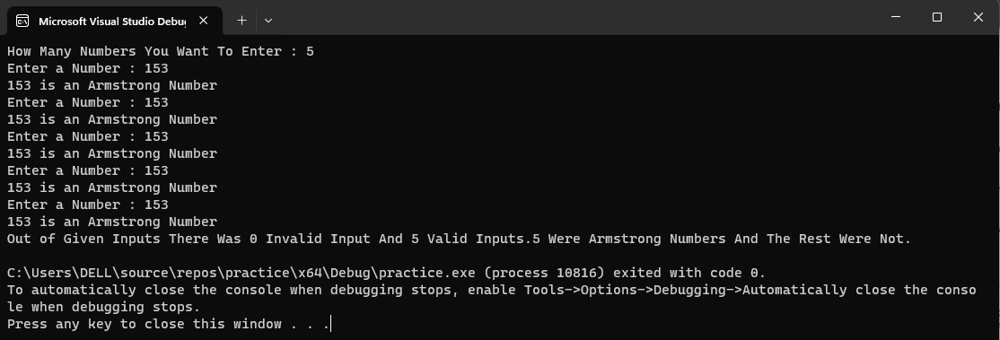 Microsoft Visual Studio Debug
How Many Numbers You Want To Enter : 5
Enter a Number : 153
153 is an Armstrong Number
Enter a Number : 153
153 is an Armstrong Number
Enter a Number : 153
153 is an Armstrong Number
Enter a Number : 153
153 is an Armstrong Number
Enter a Number : 153
153 is an Armstrong Number
Out of Given Inputs There Was 0 Invalid Input And 5 Valid Inputs.5 Were Armstrong Numbers And The Rest Were Not.
C:\Users\DELL\source\repos\practice\x64\Debug\practice.exe (process 10816) exited with code 0.
To automatically close the console when debugging stops, enable Tools->Options->Debugging->Automatically close the conso
le when debugging stops.
Press any key to close this window . . .